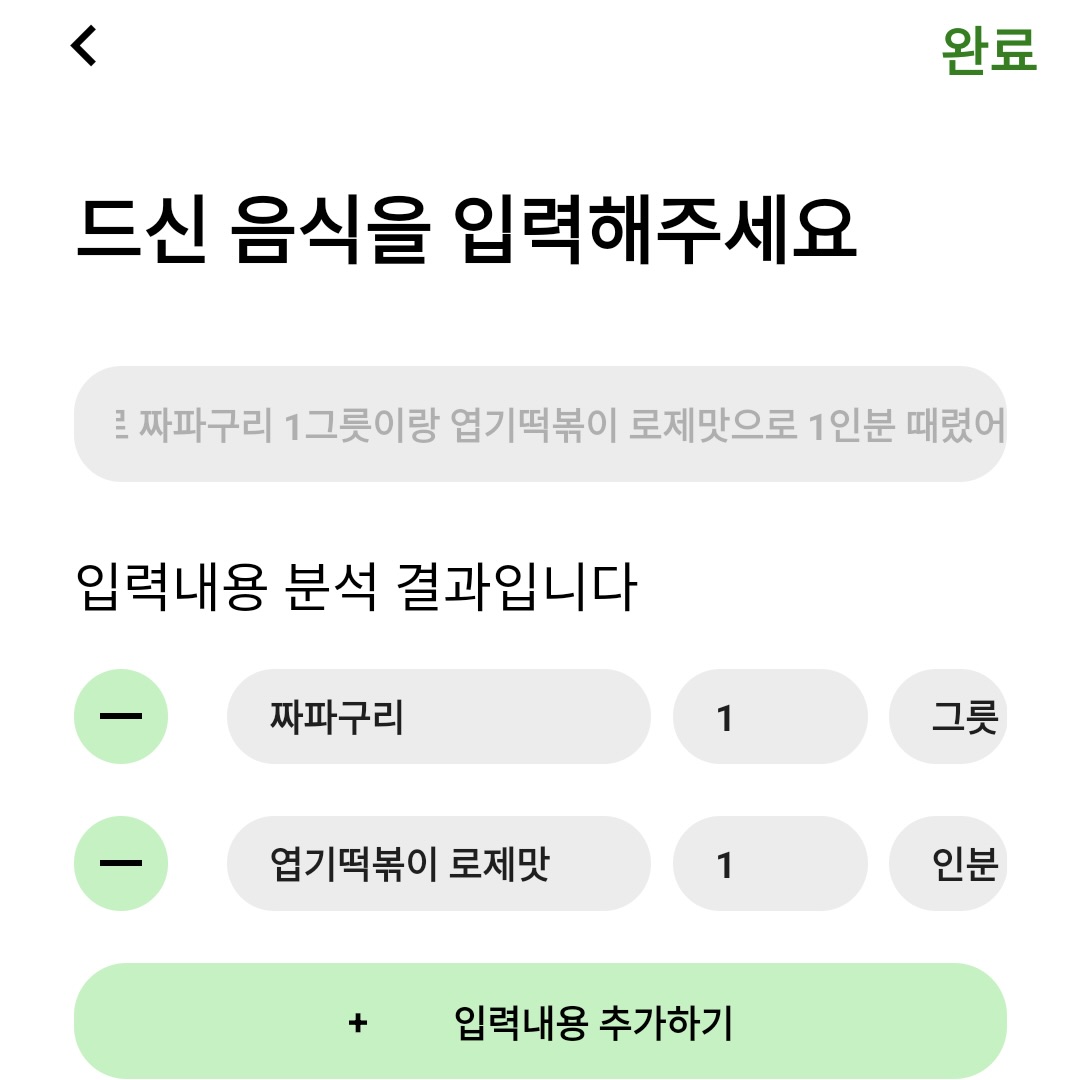 완료
드신 음식을 입력해주세요
짜파구리 1그릇이랑 엽기떡볶이 로제맛으로 1인분 때렸어
입력내용 분석 결과입니다
짜파구리 1 그릇
엽기떡볶이 로제맛 1 인분
+ 입력내용 추가하기